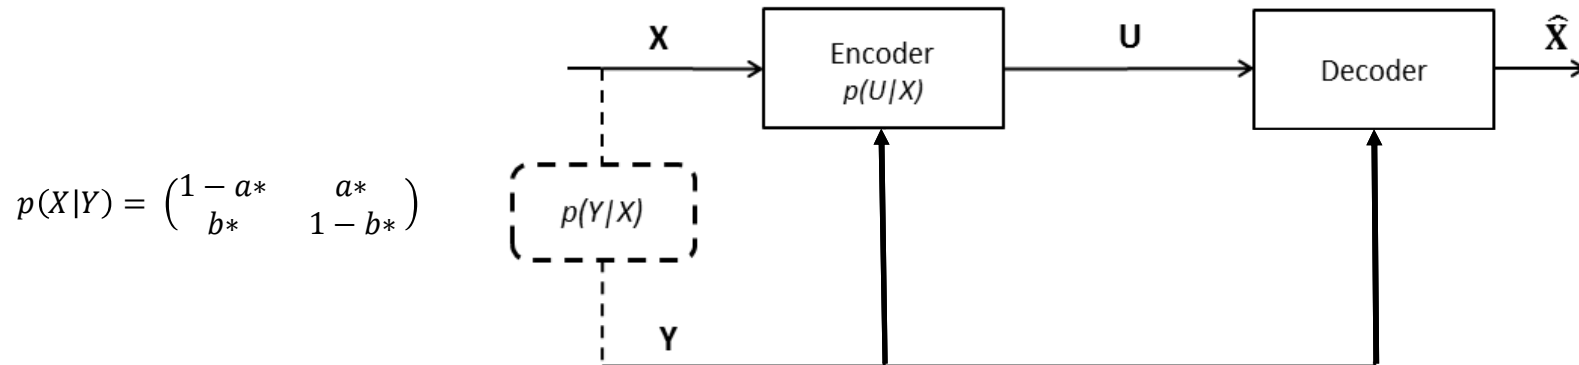 X
Encoder
p(U|X)
U
Decoder
X̂
p(X|Y) = (1 − a* a*
b* 1 − b*)
p(Y|X)
Y